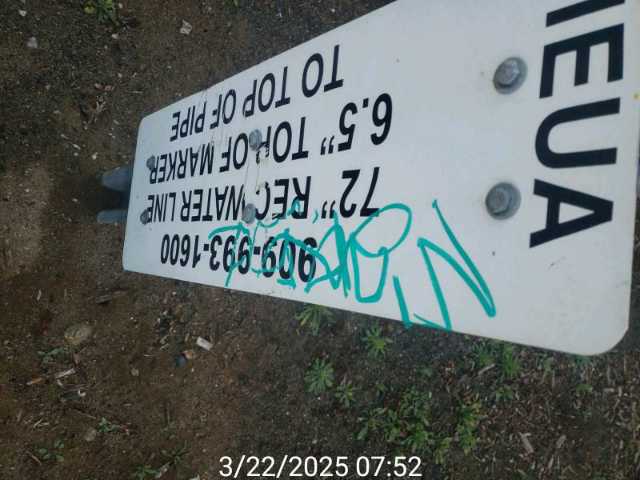 IEUA
909-993-1600
72" REC WATER LINE
6.5" TOP OF MARKER
TO TOP OF PIPE
3/22/2025 07:52